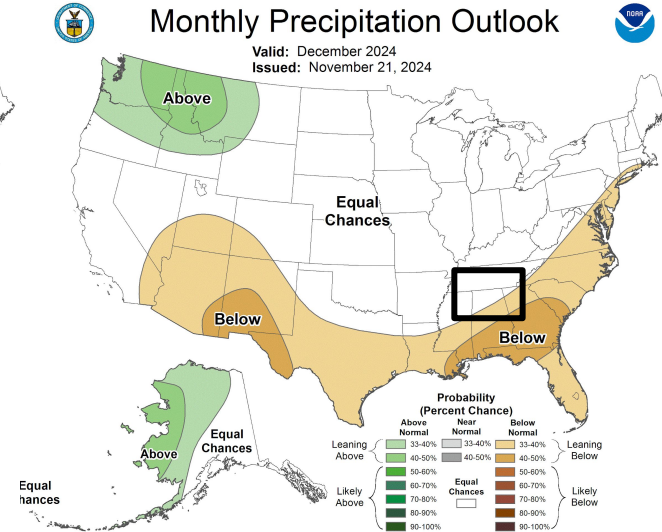 Monthly Precipitation Outlook
NOAA
Valid: December 2024
Issued: November 21, 2024
Above
Equal
Chances
Below
Below
Above
Equal
Chances
Equal
hances
Probability
(Percent Chance)
Above
Normal
Near
Normal
Below
Normal
Leaning
Above
33-40%
33-40%
33-40%
Leaning
Below
40-50%
40-50%
40-50%
Likely
Above
50-60%
50-60%
Likely
Below
60-70%
60-70%
70-80%
70-80%
80-90%
80-90%
90-100%
90-100%
Equal
Chances